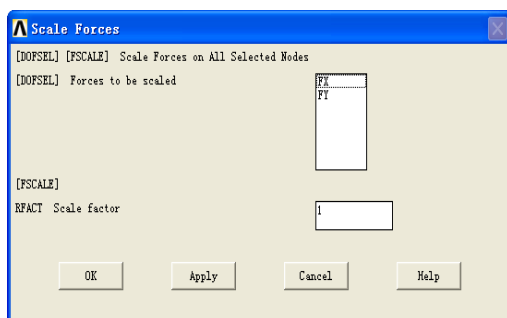 Scale Forces
[DOFSEL] [FSCALE] Scale Forces on All Selected Nodes
[DOFSEL] Forces to be scaled
FX
FY
[FSCALE]
RFACT Scale factor
1
OK Apply Cancel Help